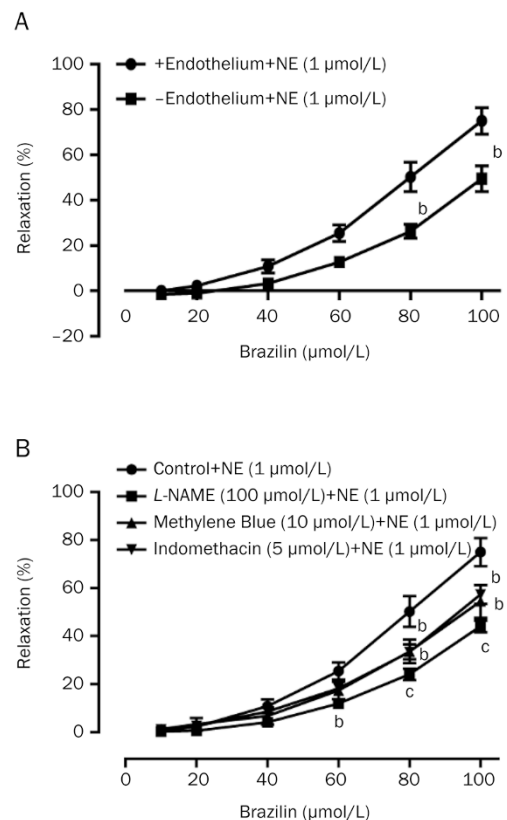 A
100
+Endothelium+NE (1 μmol/L)
80
–Endothelium+NE (1 μmol/L)
60
40
20
0
–20
Relaxation (%)
b
b
0 20 40 60 80 100
Brazilin (μmol/L)
B
Control+NE (1 μmol/L)
100
L-NAME (100 μmol/L)+NE (1 μmol/L)
Methylene Blue (10 μmol/L)+NE (1 μmol/L)
80
Indomethacin (5 μmol/L)+NE (1 μmol/L)
60
40
20
0
Relaxation (%)
b
b
b
b
c
c
b
0 20 40 60 80 100
Brazilin (μmol/L)